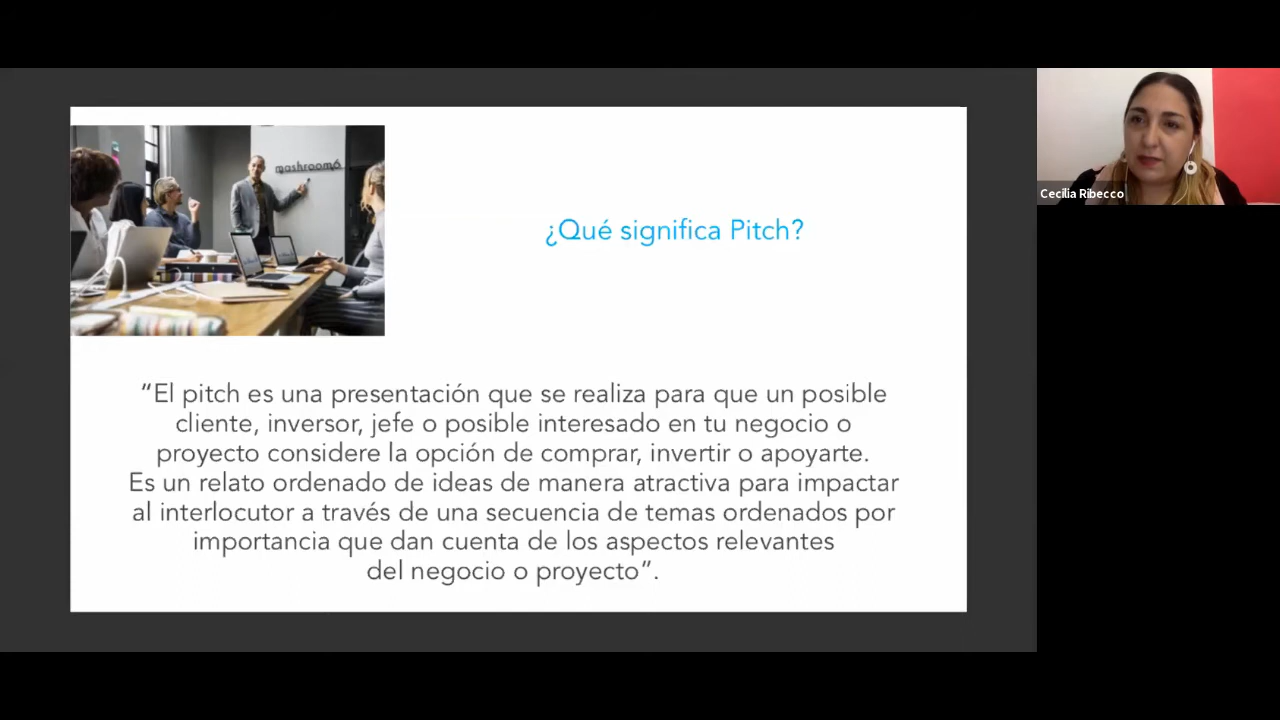 mashroom6
Cecilia Ribecco
¿Qué significa Pitch?
“El pitch es una presentación que se realiza para que un posible
cliente, inversor, jefe o posible interesado en tu negocio o
proyecto considere la opción de comprar, invertir o apoyarte.
Es un relato ordenado de ideas de manera atractiva para impactar
al interlocutor a través de una secuencia de temas ordenados por
importancia que dan cuenta de los aspectos relevantes
del negocio o proyecto”.